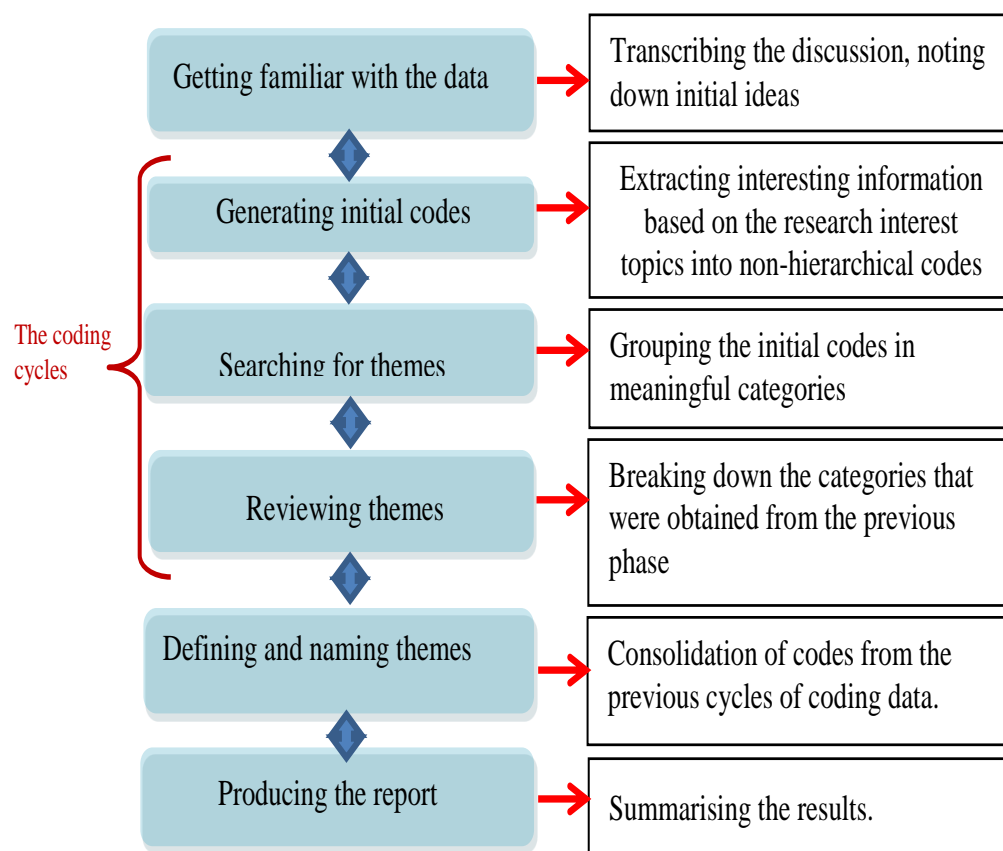 Getting familiar with the data
Transcribing the discussion, noting
down initial ideas
Generating initial codes
Extracting interesting information
based on the research interest
topics into non-hierarchical codes
The coding
cycles
Searching for themes
Grouping the initial codes in
meaningful categories
Reviewing themes
Breaking down the categories that
were obtained from the previous
phase
Defining and naming themes
Consolidation of codes from the
previous cycles of coding data.
Producing the report
Summarising the results.